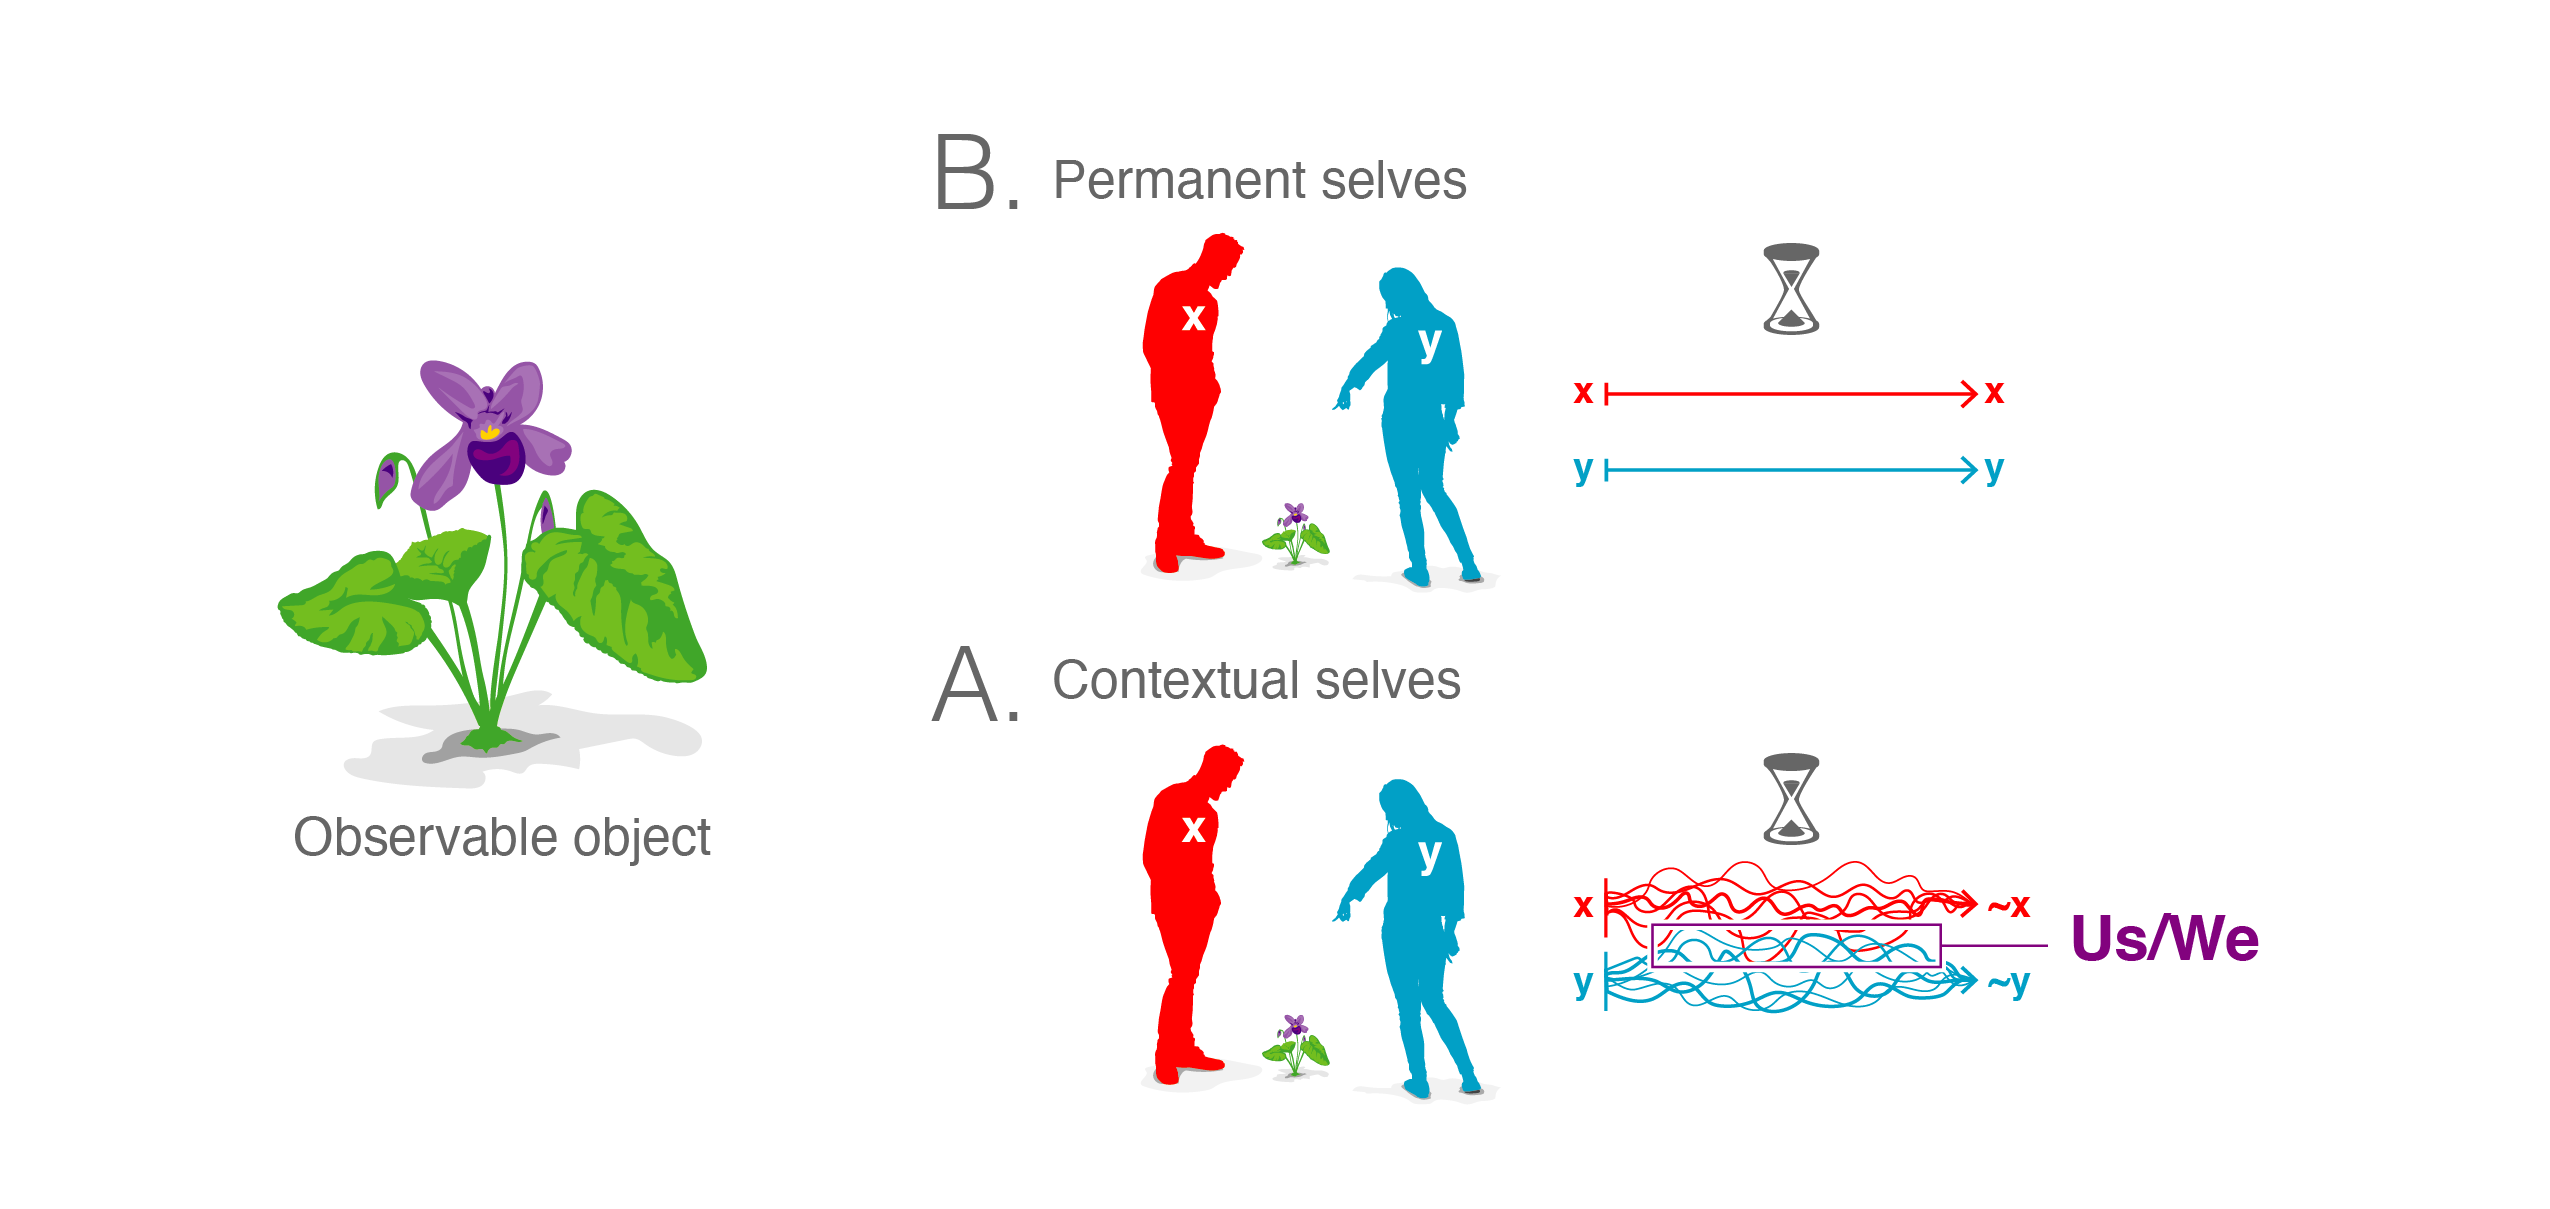 B. Permanent selves
x
y
x x
y y
A. Contextual selves
x
y
x ~x
Us/We
y ~y
Observable object